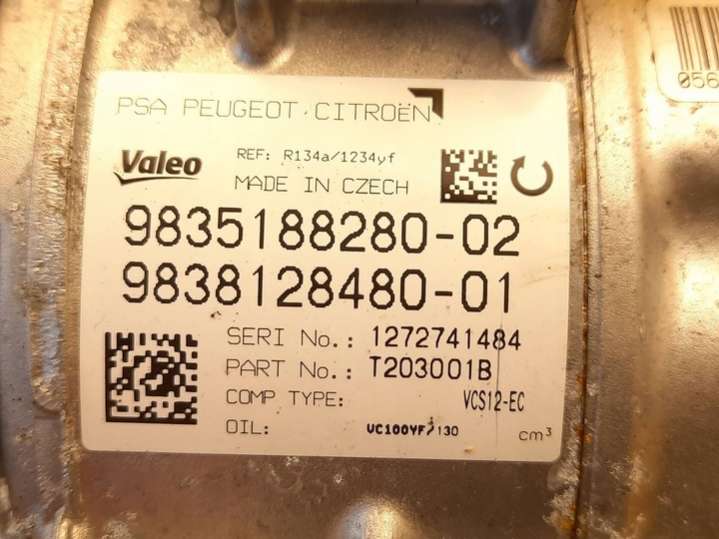 056
PSA PEUGEOT CITROËN
Valeo REF: R134a/1234yf
MADE IN CZECH
9835188280-02
9838128480-01
SERI No.: 1272741484
PART No.: T203001B
COMP TYPE: VCS12-EC
OIL: VC100YF/130 cm³